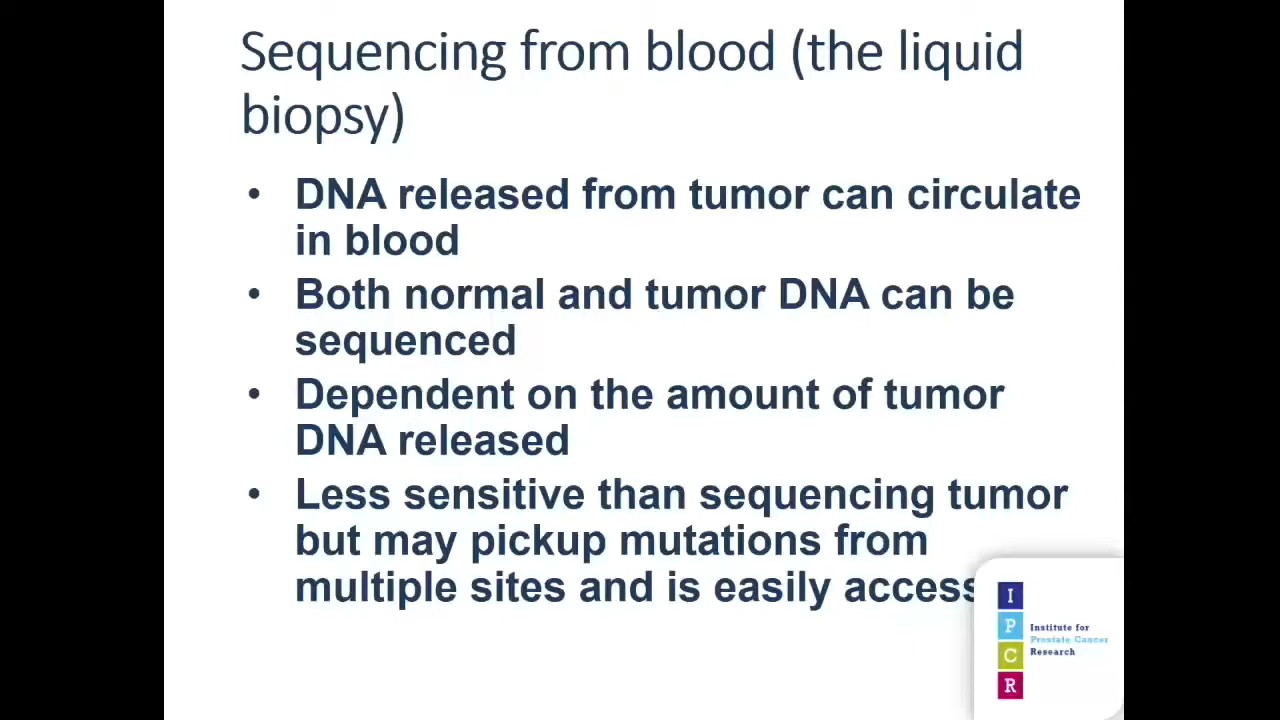 Sequencing from blood (the liquid
biopsy)
• DNA released from tumor can circulate
in blood
• Both normal and tumor DNA can be
sequenced
• Dependent on the amount of tumor
DNA released
• Less sensitive than sequencing tumor
but may pickup mutations from
multiple sites and is easily access
I
P
C
R
Institute for
Prostate Cancer
Research